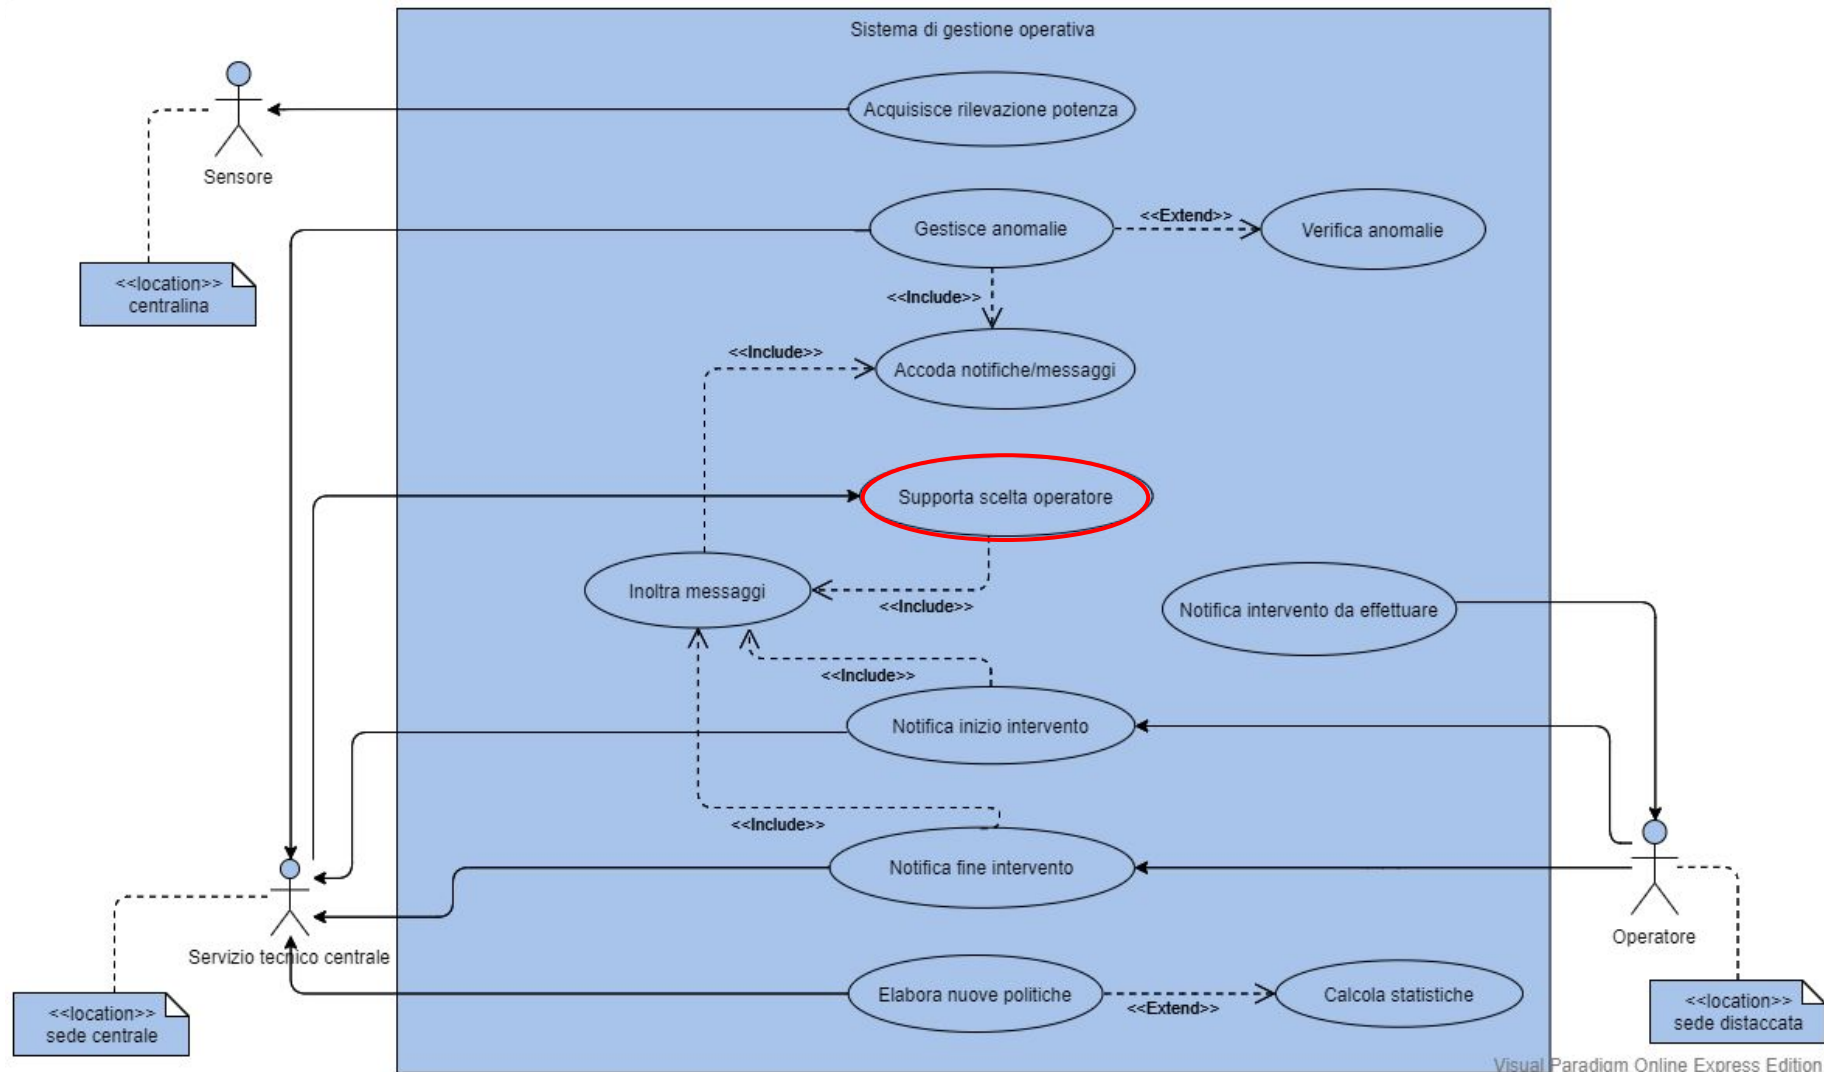 Sistema di gestione operativa
Acquisisce rilevazione potenza
Sensore
Gestisce anomalie
<<Extend>>
Verifica anomalie
<<location>>
centralina
<<Include>>
<<Include>>
Accoda notifiche/messaggi
Supporta scelta operatore
Inoltra messaggi
<<Include>>
Notifica intervento da effettuare
<<Include>>
Notifica inizio intervento
<<Include>>
Notifica fine intervento
Servizio tecnico centrale
Operatore
Elabora nuove politiche
<<Extend>>
Calcola statistiche
<<location>>
sede centrale
<<location>>
sede distaccata
Visual Paradigm Online Express Edition